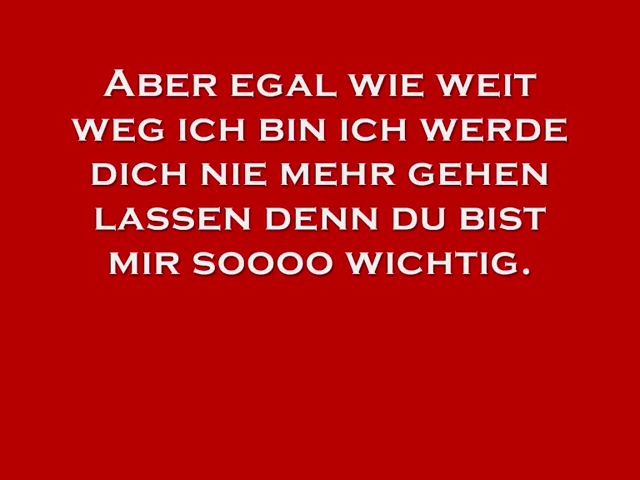 Aber egal wie weit
weg ich bin ich werde
dich nie mehr gehen
lassen denn du bist
mir soooo wichtig.